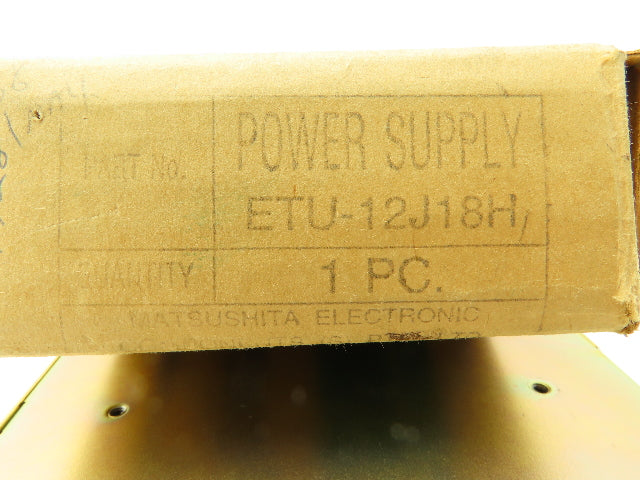 POWER SUPPLY
PART No.
ETU-12J18H
QUANTITY
1 PC.
MATSUSHITA ELECTRONIC